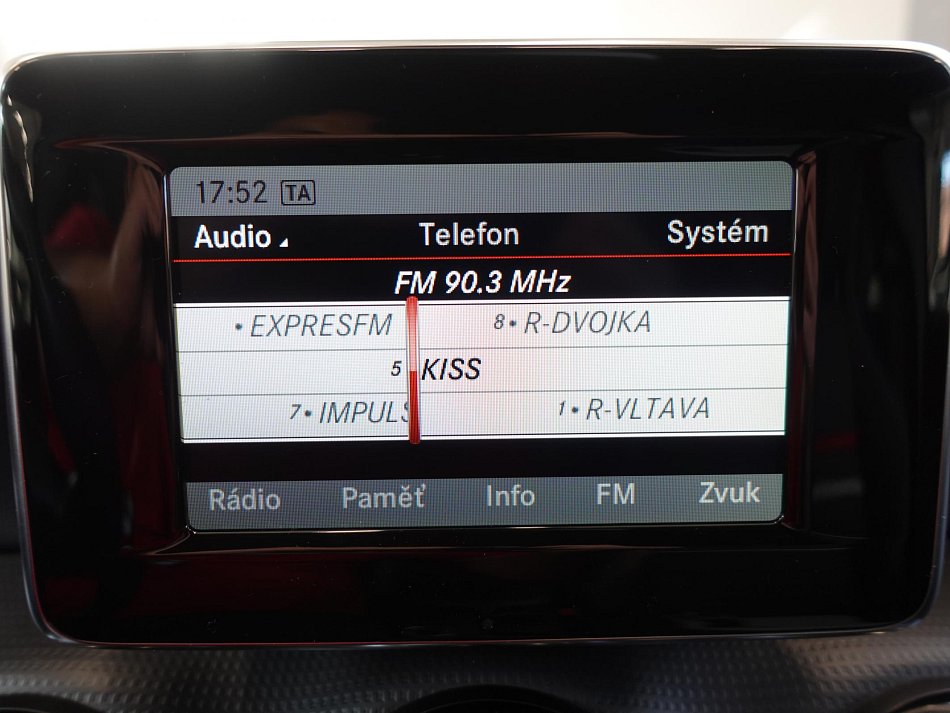 17:52 TA
Audio Telefon Systém
FM 90.3 MHz
• EXPRESFM 8• R-DVOJKA
5 KISS
7• IMPULS 1• R-VLTAVA
Rádio Paměť Info FM Zvuk